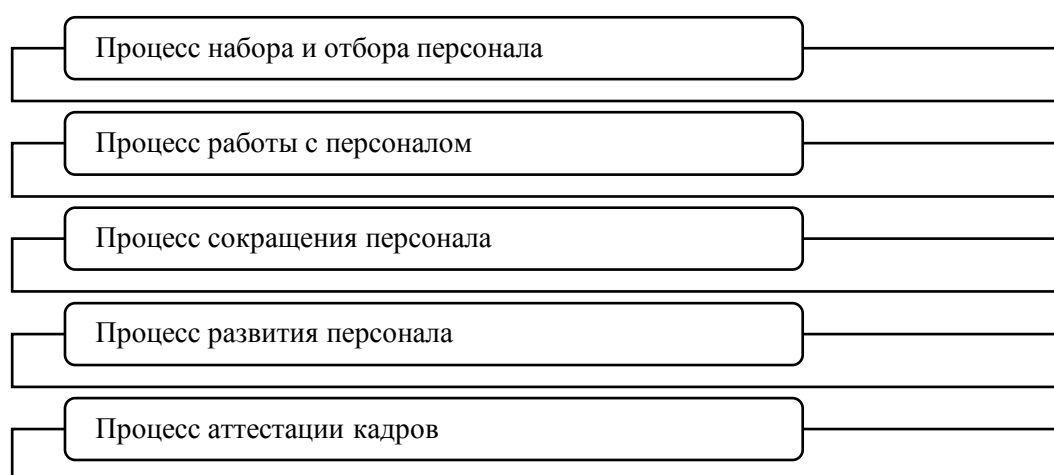 Процесс набора и отбора персонала
Процесс работы с персоналом
Процесс сокращения персонала
Процесс развития персонала
Процесс аттестации кадров